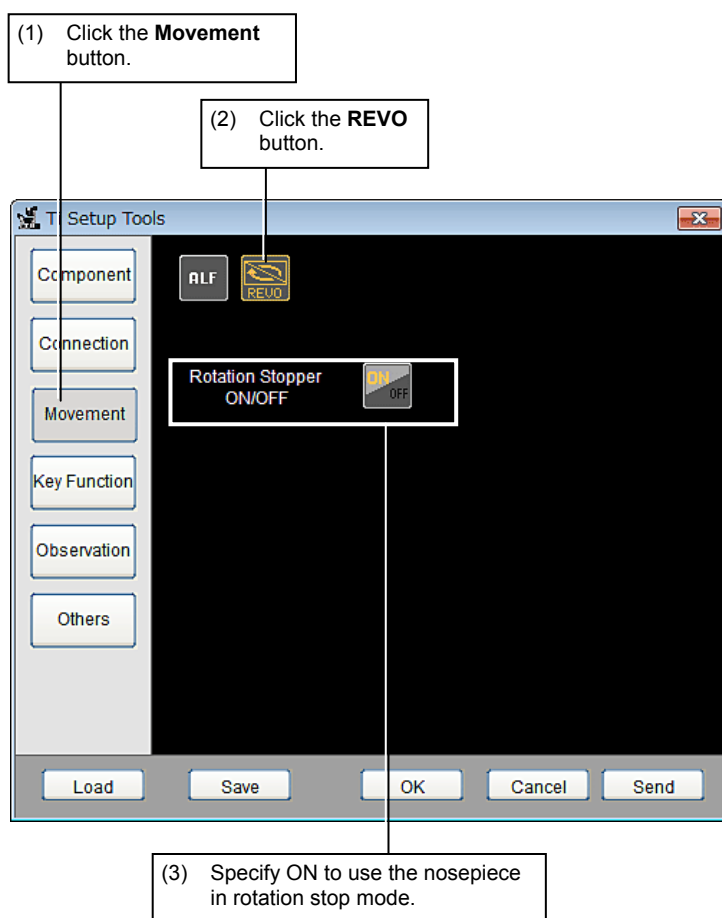 (1) Click the Movement
button.
(2) Click the REVO
button.
Ti Setup Tools
Component
Connection
Movement
Key Function
Observation
Others
ALF
REVO
Rotation Stopper
ON/OFF
ON
OFF
Load
Save
OK
Cancel
Send
(3) Specify ON to use the nosepiece
in rotation stop mode.